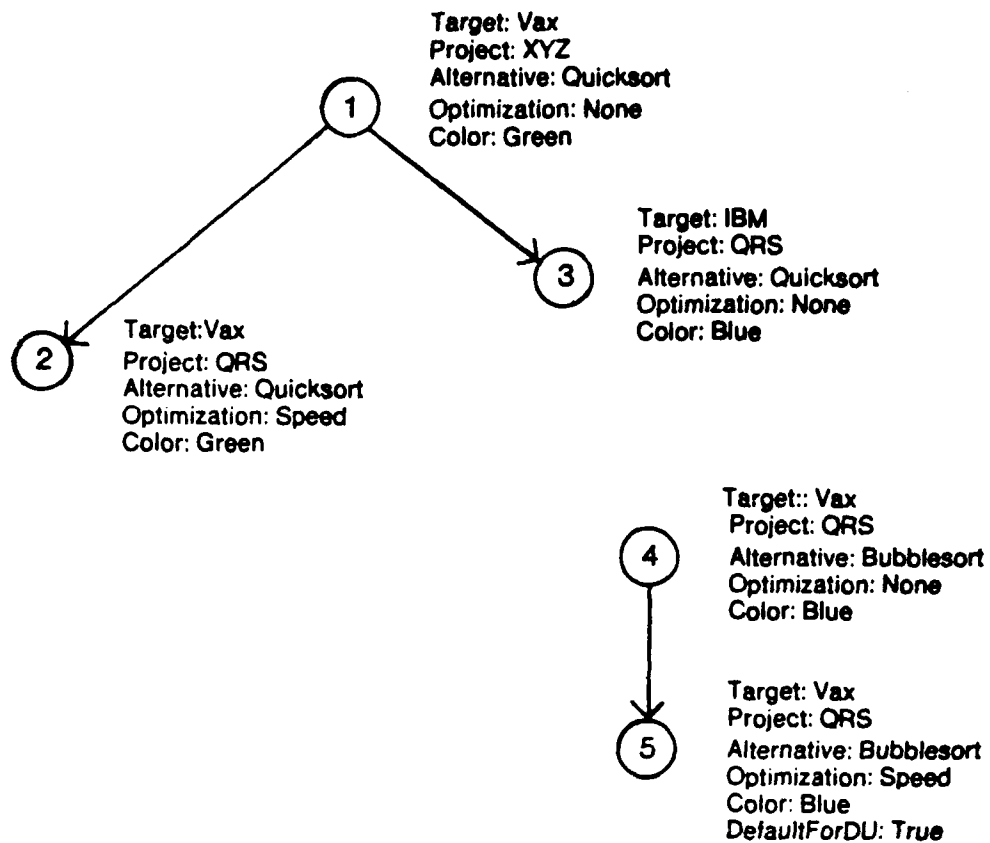 Target: Vax
Project: XYZ
Alternative: Quicksort
Optimization: None
Color: Green
1
Target: IBM
Project: QRS
Alternative: Quicksort
Optimization: None
Color: Blue
3
2
Target:Vax
Project: QRS
Alternative: Quicksort
Optimization: Speed
Color: Green
4
Target:: Vax
Project: QRS
Alternative: Bubblesort
Optimization: None
Color: Blue
5
Target: Vax
Project: QRS
Alternative: Bubblesort
Optimization: Speed
Color: Blue
DefaultForDU: True